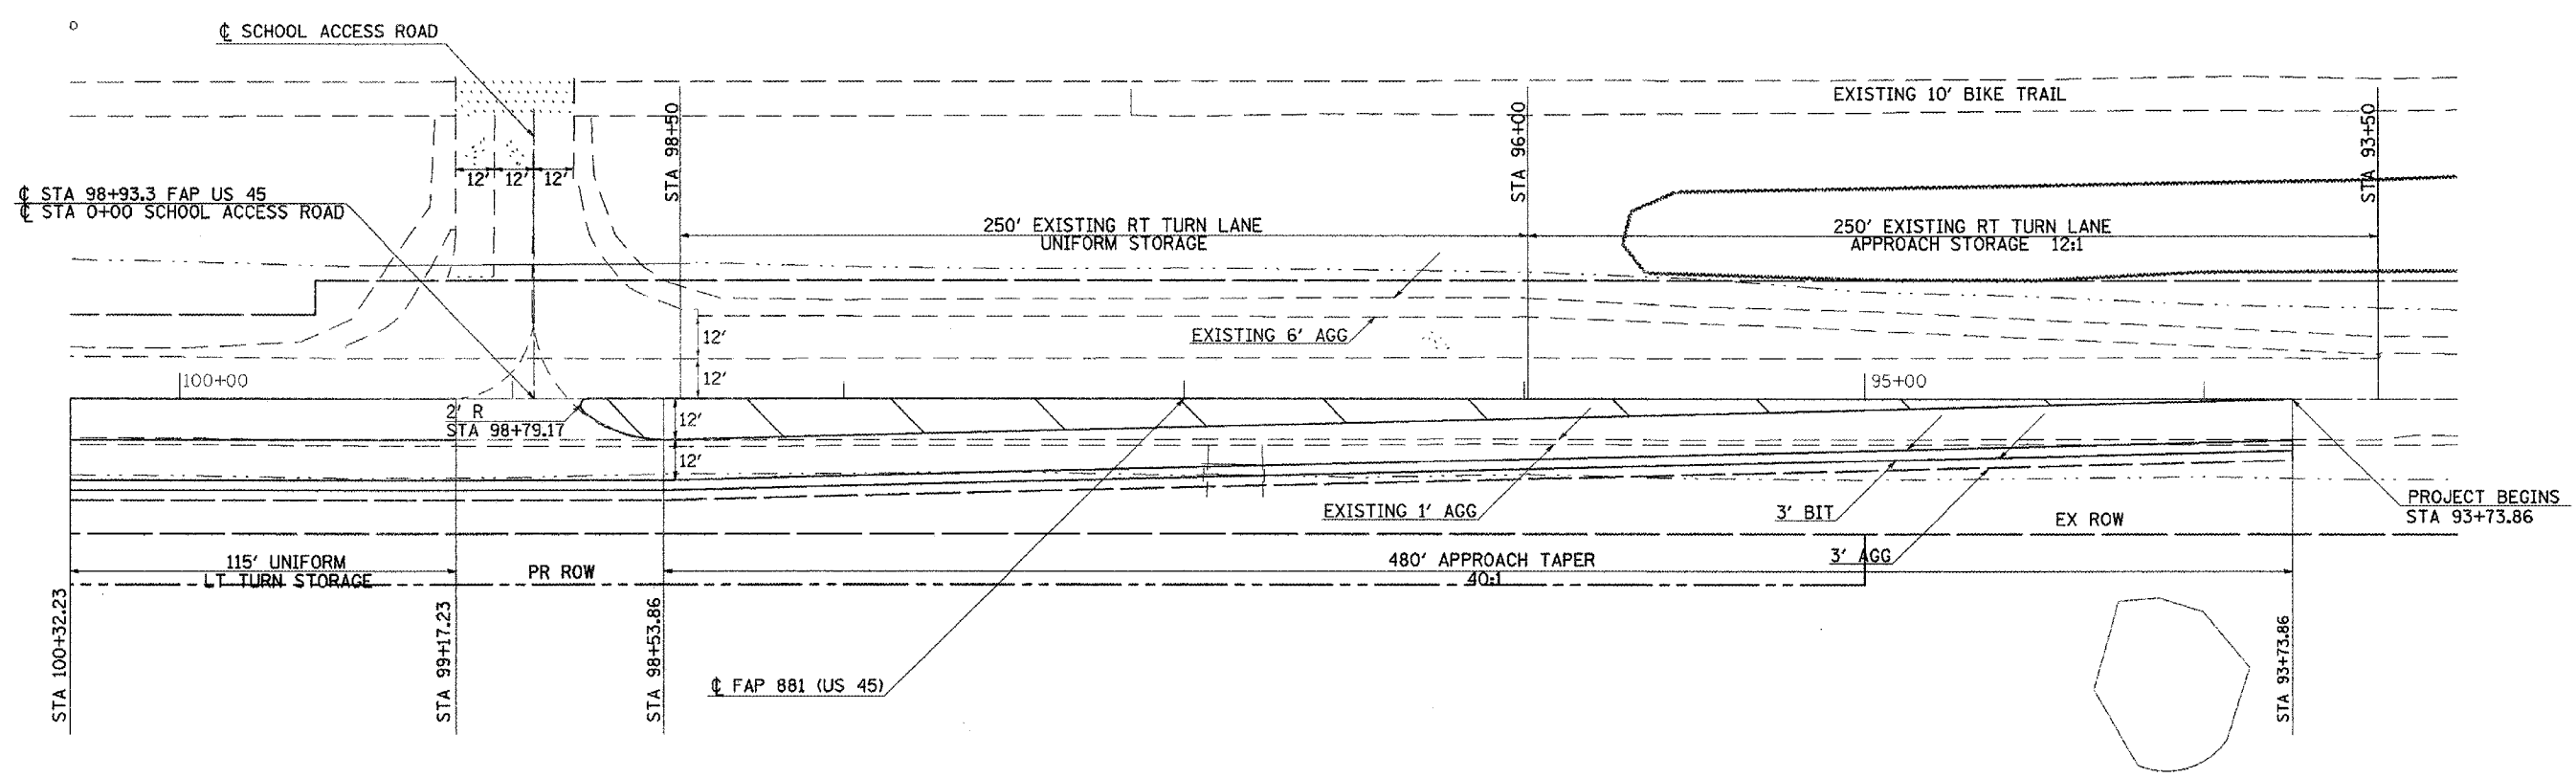 ℄ SCHOOL ACCESS ROAD
EXISTING 10' BIKE TRAIL
STA 98+50
STA 96+00
STA 93+50
12' 12' 12'
℄ STA 98+93.3 FAP US 45
℄ STA 0+00 SCHOOL ACCESS ROAD
250' EXISTING RT TURN LANE
UNIFORM STORAGE
250' EXISTING RT TURN LANE
APPROACH STORAGE 12:1
12'
EXISTING 6' AGG
12'
100+00
95+00
2' R
STA 98+79.17
12'
12'
EXISTING 1' AGG
3' BIT
3' AGG
EX ROW
PROJECT BEGINS
STA 93+73.86
115' UNIFORM
LT TURN STORAGE
PR ROW
480' APPROACH TAPER
40:1
STA 100+32.23
STA 99+17.23
STA 98+53.86
STA 93+73.86
℄ FAP 881 (US 45)